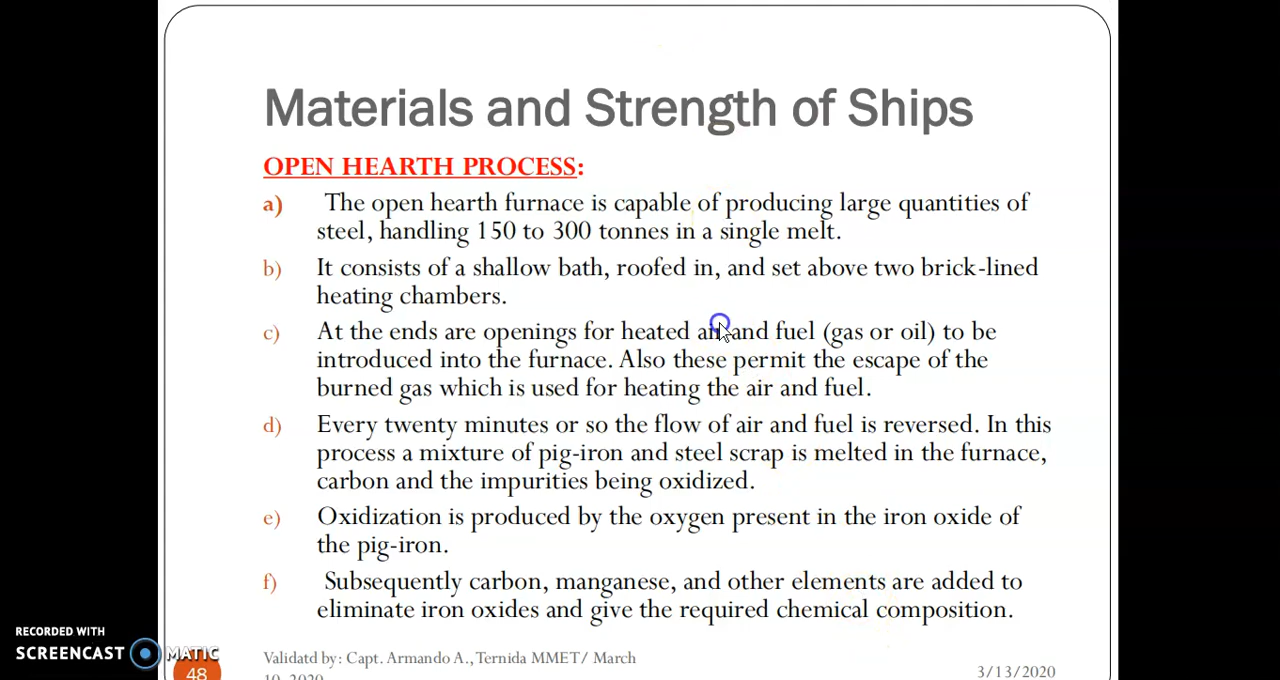 Materials and Strength of Ships
OPEN HEARTH PROCESS:
a) The open hearth furnace is capable of producing large quantities of
steel, handling 150 to 300 tonnes in a single melt.
b) It consists of a shallow bath, roofed in, and set above two brick-lined
heating chambers.
c) At the ends are openings for heated air and fuel (gas or oil) to be
introduced into the furnace. Also these permit the escape of the
burned gas which is used for heating the air and fuel.
d) Every twenty minutes or so the flow of air and fuel is reversed. In this
process a mixture of pig-iron and steel scrap is melted in the furnace,
carbon and the impurities being oxidized.
e) Oxidization is produced by the oxygen present in the iron oxide of
the pig-iron.
f) Subsequently carbon, manganese, and other elements are added to
eliminate iron oxides and give the required chemical composition.
RECORDED WITH
SCREENCAST MATIC
48
Validatd by: Capt. Armando A., Ternida MMET/ March
10, 2020
3/13/2020